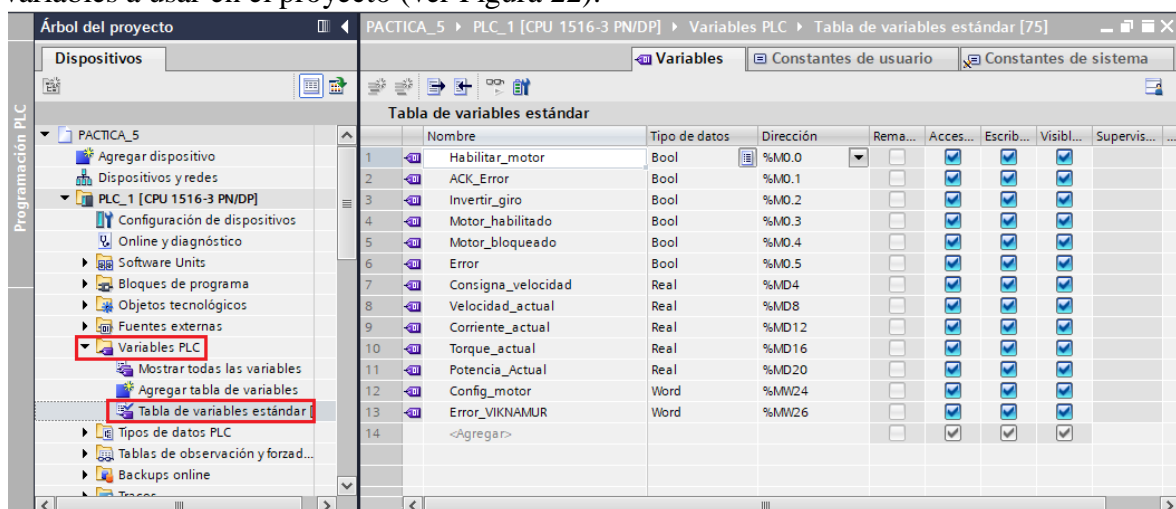 variables a usar en el proyecto (ver Figura 22).
Árbol del proyecto
PACTICA_5 ▸ PLC_1 [CPU 1516-3 PN/DP] ▸ Variables PLC ▸ Tabla de variables estándar [75]
Dispositivos
Variables
Constantes de usuario
Constantes de sistema
Programación PLC
Tabla de variables estándar
PACTICA_5
Agregar dispositivo
Dispositivos y redes
PLC_1 [CPU 1516-3 PN/DP]
Configuración de dispositivos
Online y diagnóstico
Software Units
Bloques de programa
Objetos tecnológicos
Fuentes externas
Variables PLC
Mostrar todas las variables
Agregar tabla de variables
Tabla de variables estándar [
Tipos de datos PLC
Tablas de observación y forzad...
Backups online
Traces
Nombre Tipo de datos Dirección Rema... Acces... Escrib... Visibl... Supervis... ...
1 Habilitar_motor Bool %M0.0
2 ACK_Error Bool %M0.1
3 Invertir_giro Bool %M0.2
4 Motor_habilitado Bool %M0.3
5 Motor_bloqueado Bool %M0.4
6 Error Bool %M0.5
7 Consigna_velocidad Real %MD4
8 Velocidad_actual Real %MD8
9 Corriente_actual Real %MD12
10 Torque_actual Real %MD16
11 Potencia_Actual Real %MD20
12 Config_motor Word %MW24
13 Error_VIKNAMUR Word %MW26
14 <Agregar>